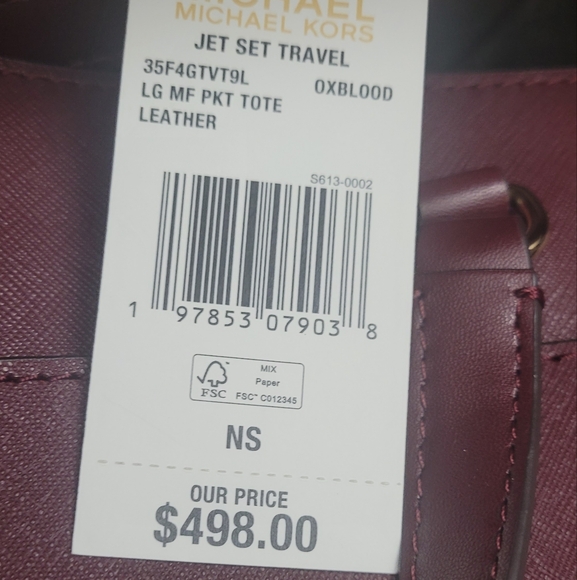 MICHAEL
MICHAEL KORS
JET SET TRAVEL
35F4GTVT9L OXBLOOD
LG MF PKT TOTE
LEATHER
S613-0002
1 97853 07903 8
MIX
Paper
FSC™ C012345
FSC
NS
OUR PRICE
$498.00